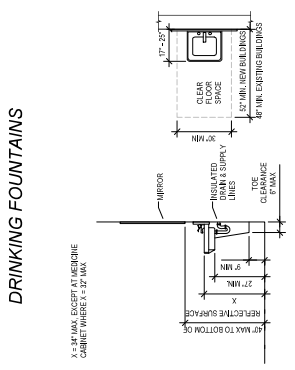 DRINKING FOUNTAINS
X = 34" MAX, EXCEPT AT MEDICINE
CABINET WHERE X = 32" MAX
MIRROR
INSULATED
DRAIN & SUPPLY
LINES
TOE
CLEARANCE
6" MAX
9" MIN
27" MIN.
X
40" MAX TO BOTTOM OF
REFLECTIVE SURFACE
17" - 25"
CLEAR
FLOOR
SPACE
30" MIN
52" MIN. NEW BUILDINGS
48" MIN. EXISTING BUILDINGS